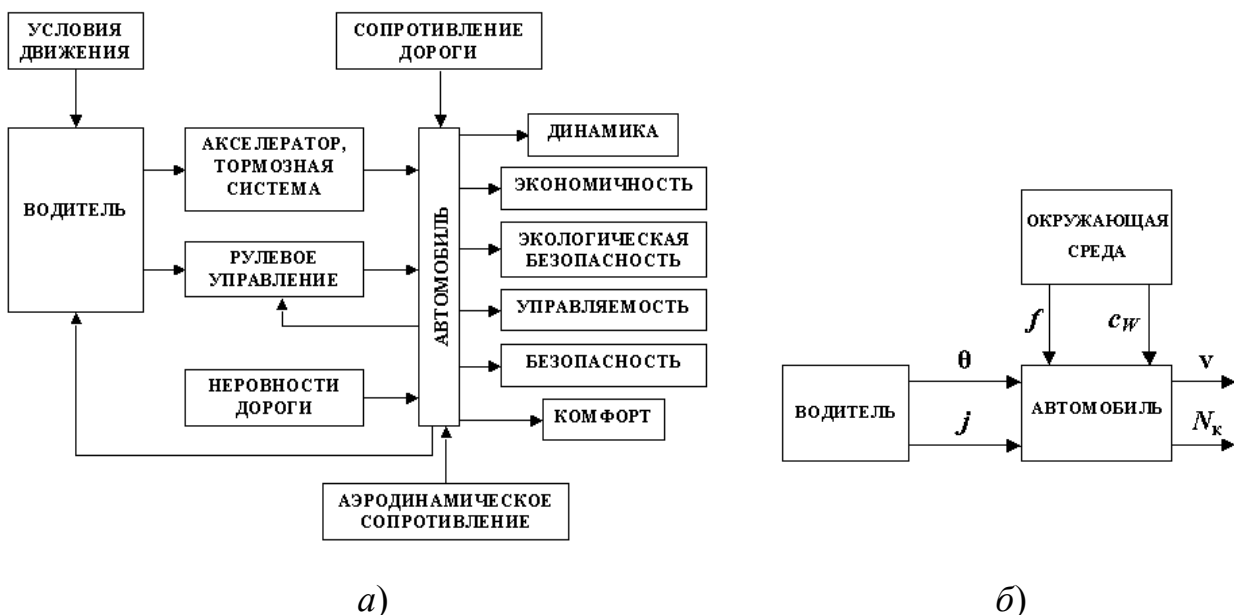 УСЛОВИЯ
ДВИЖЕНИЯ
СОПРОТИВЛЕНИЕ
ДОРОГИ
ВОДИТЕЛЬ
АКСЕЛЕРАТОР,
ТОРМОЗНАЯ
СИСТЕМА
РУЛЕВОЕ
УПРАВЛЕНИЕ
НЕРОВНОСТИ
ДОРОГИ
АВТОМОБИЛЬ
ДИНАМИКА
ЭКОНОМИЧНОСТЬ
ЭКОЛОГИЧЕСКАЯ
БЕЗОПАСНОСТЬ
УПРАВЛЯЕМОСТЬ
БЕЗОПАСНОСТЬ
КОМФОРТ
АЭРОДИНАМИЧЕСКОЕ
СОПРОТИВЛЕНИЕ
а)
ОКРУЖАЮЩАЯ
СРЕДА
f
c_W
ВОДИТЕЛЬ
θ
j
АВТОМОБИЛЬ
v
N_к
б)